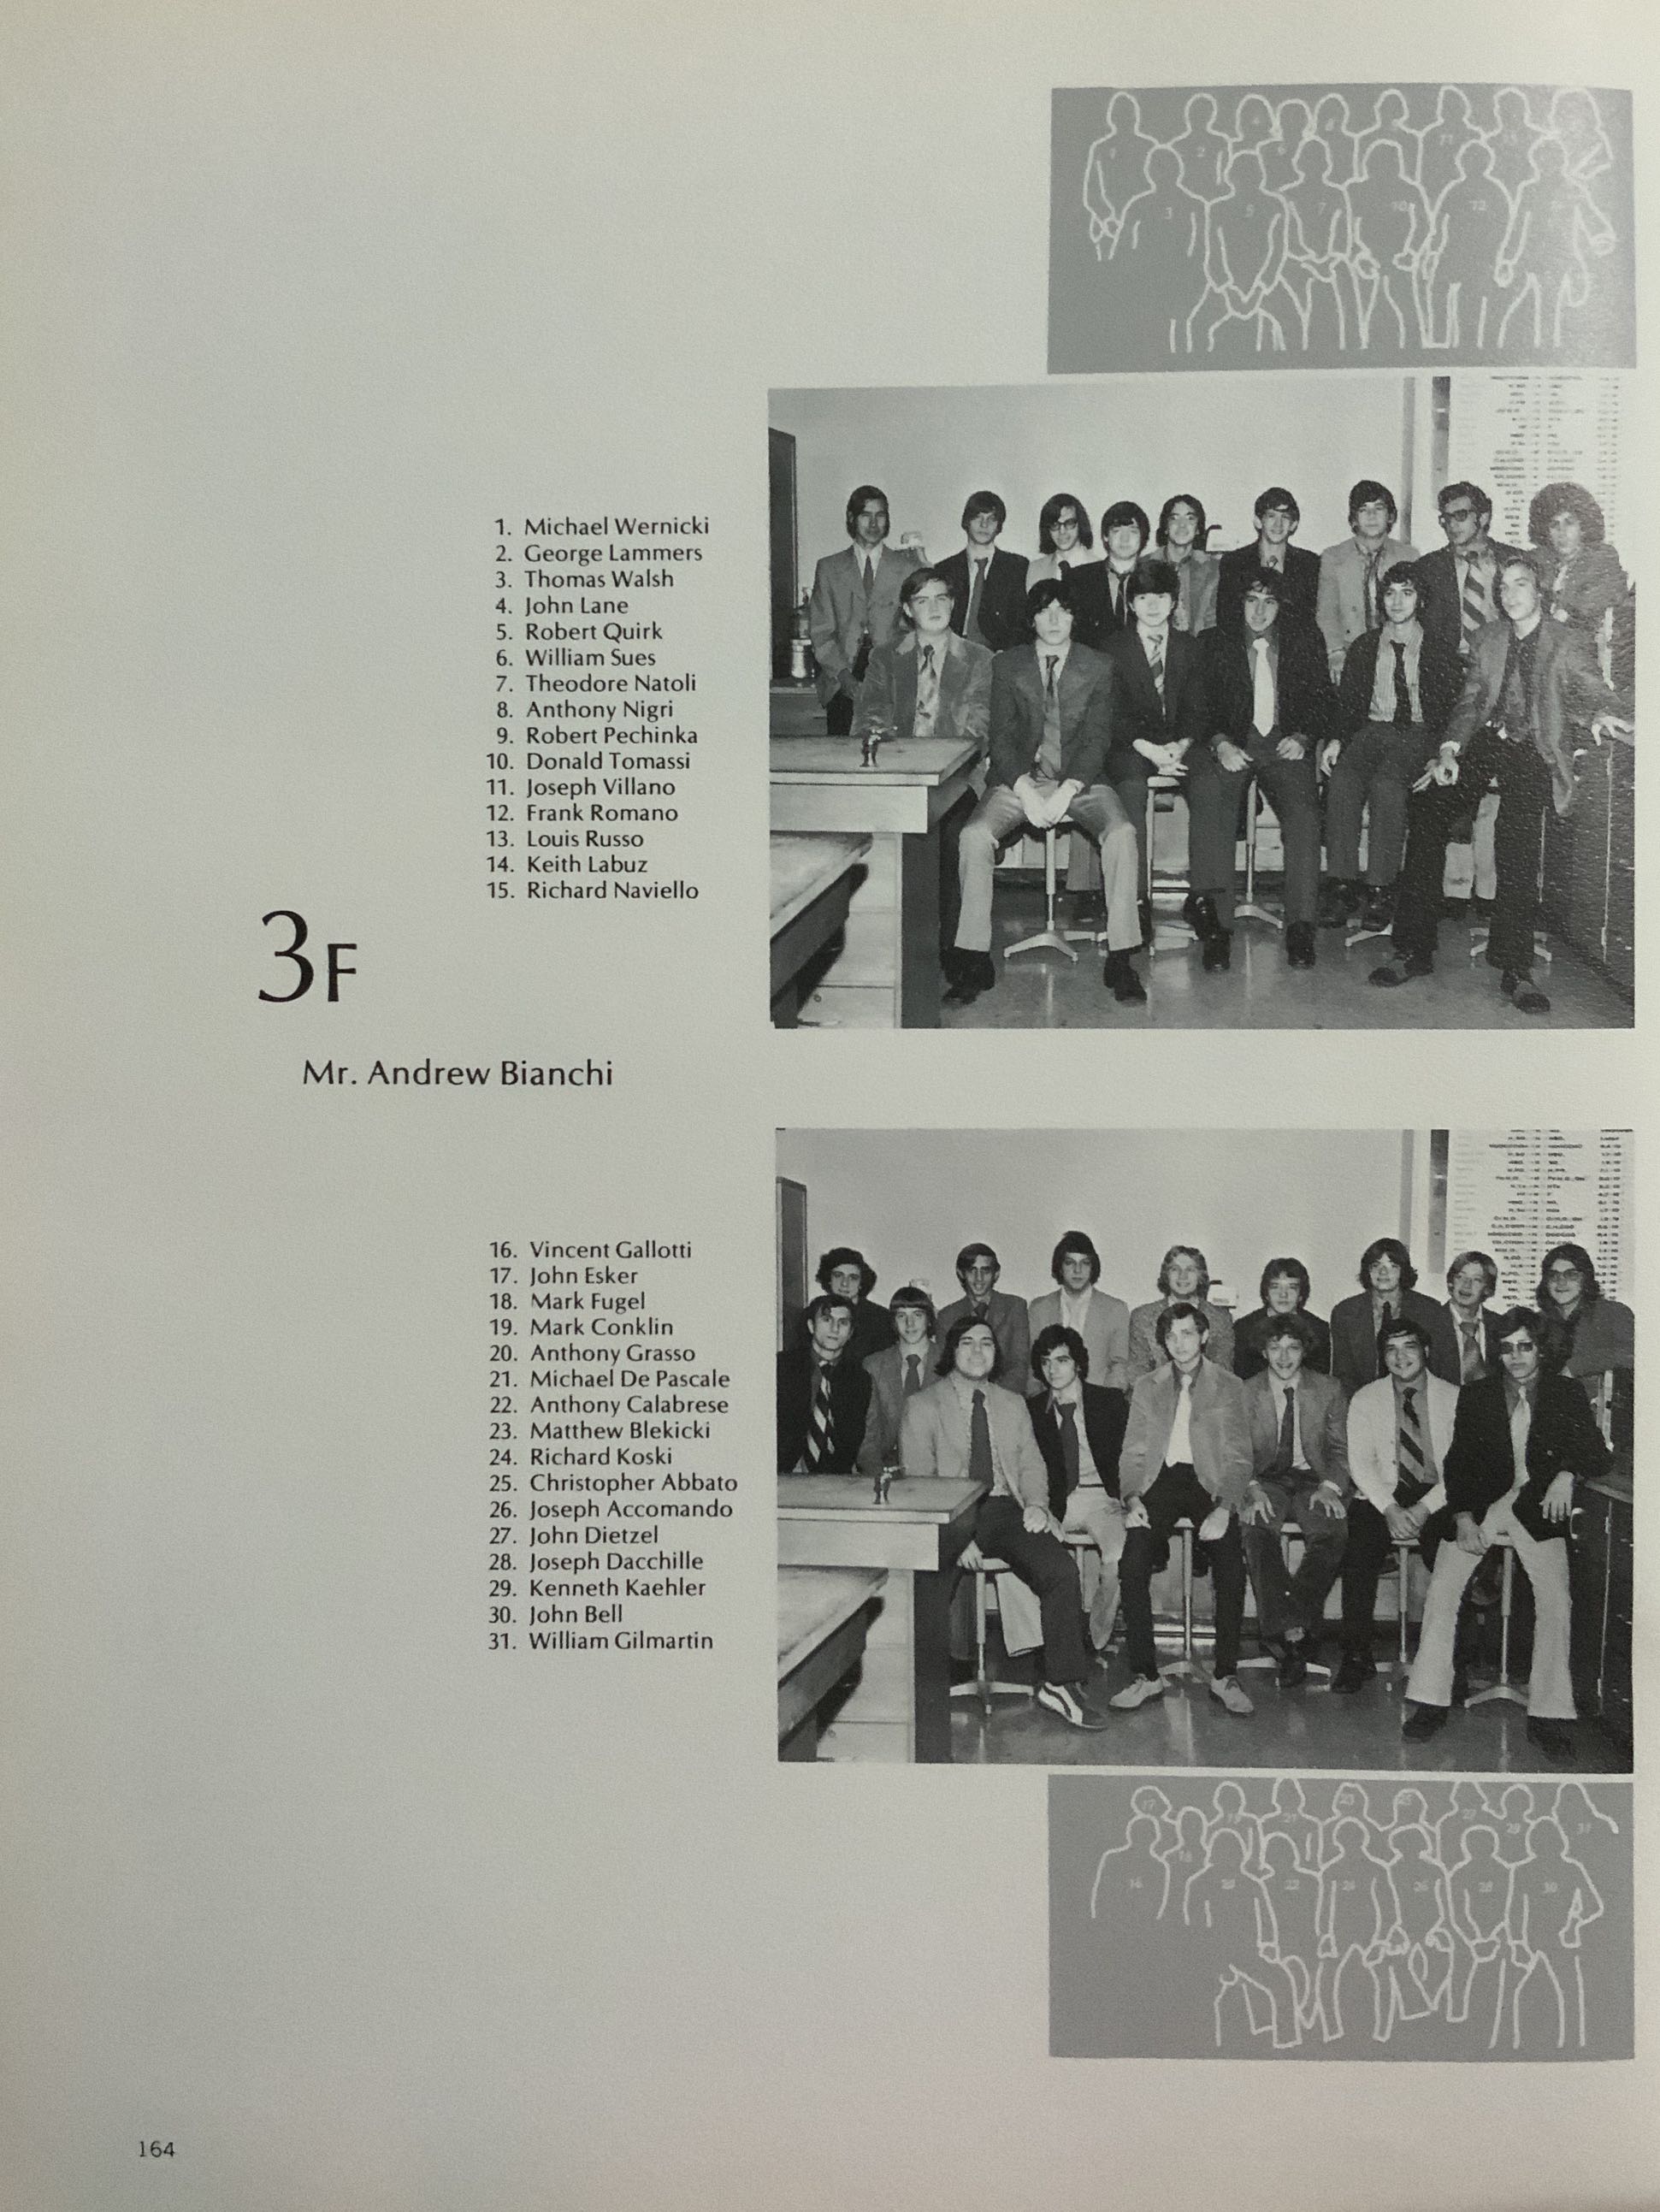 1. Michael Wernicki
2. George Lammers
3. Thomas Walsh
4. John Lane
5. Robert Quirk
6. William Sues
7. Theodore Natoli
8. Anthony Nigri
9. Robert Pechinka
10. Donald Tomassi
11. Joseph Villano
12. Frank Romano
13. Louis Russo
14. Keith Labuz
15. Richard Naviello
3F
Mr. Andrew Bianchi
16. Vincent Gallotti
17. John Esker
18. Mark Fugel
19. Mark Conklin
20. Anthony Grasso
21. Michael De Pascale
22. Anthony Calabrese
23. Matthew Blekicki
24. Richard Koski
25. Christopher Abbato
26. Joseph Accomando
27. John Dietzel
28. Joseph Dacchille
29. Kenneth Kaehler
30. John Bell
31. William Gilmartin
164